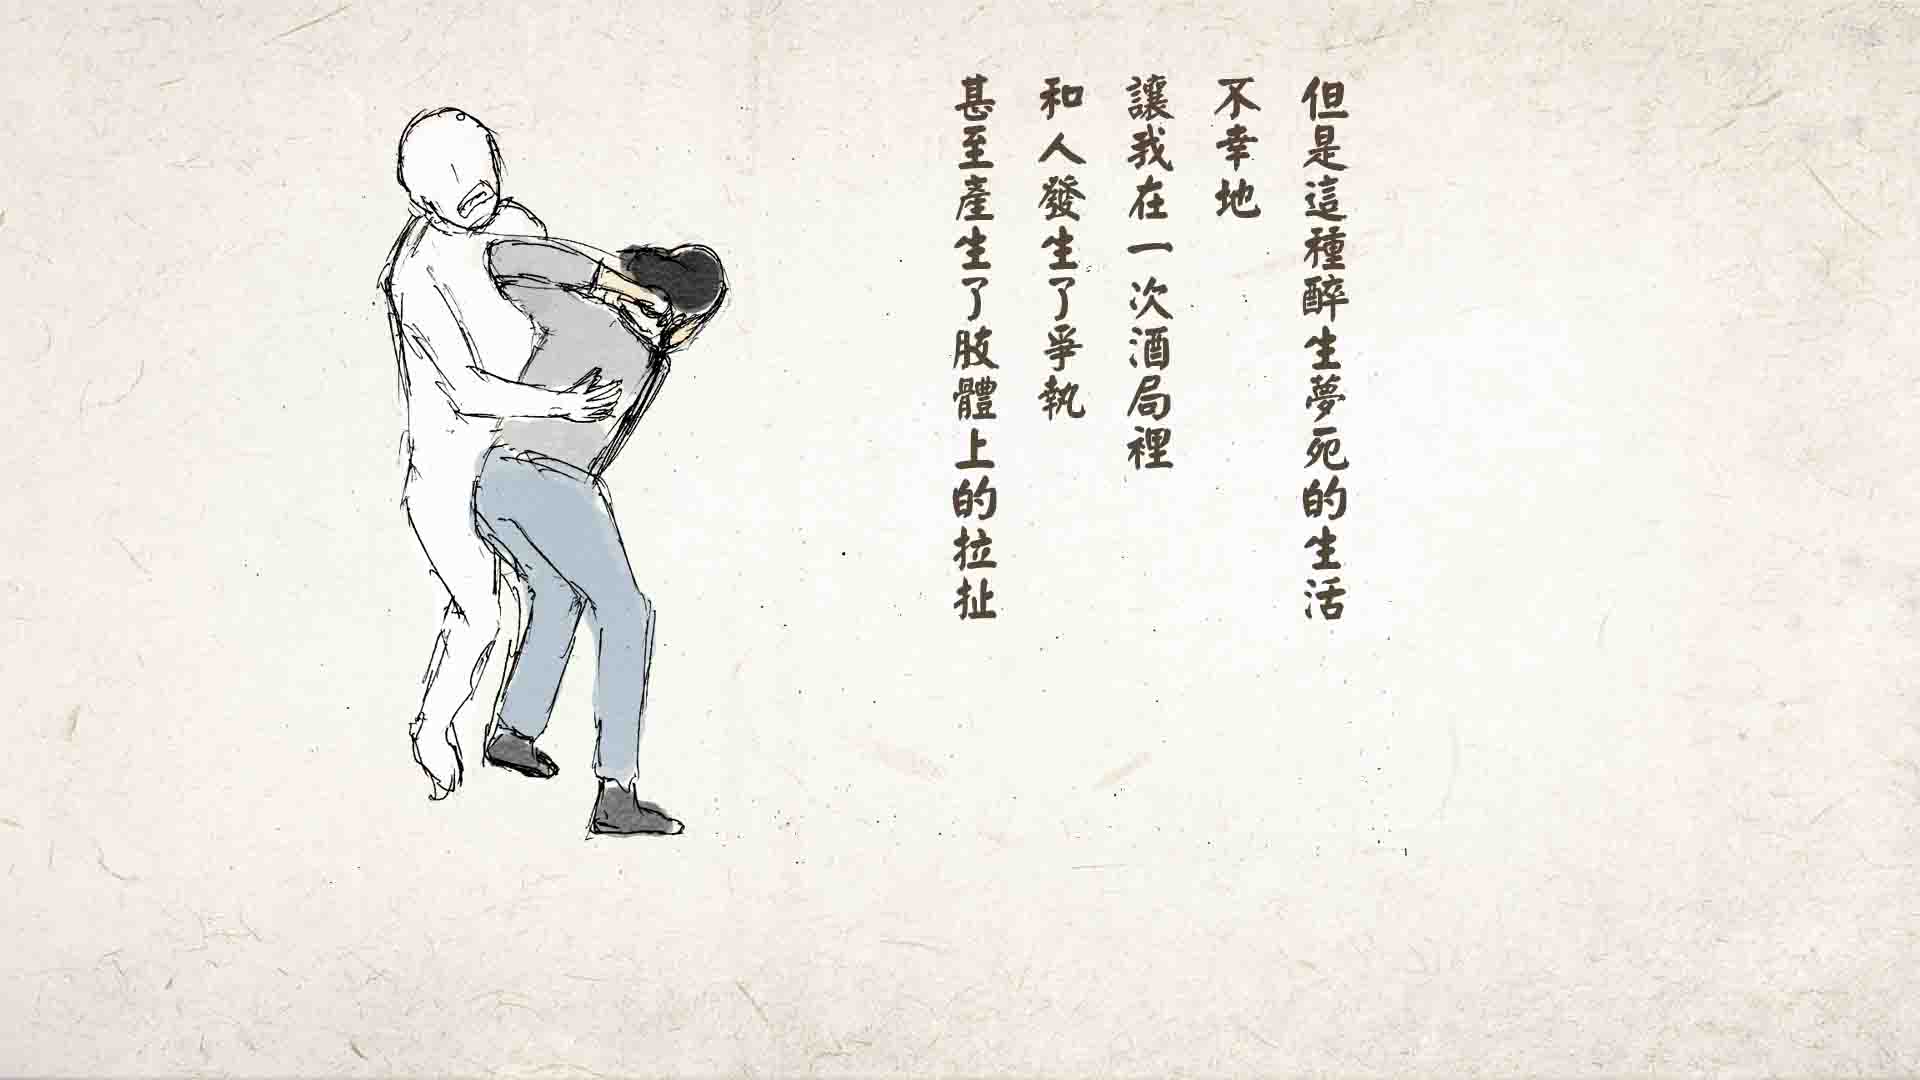 但是這種醉生夢死的生活
不幸地
讓我在一次酒局裡
和人發生了爭執
甚至產生了肢體上的拉扯